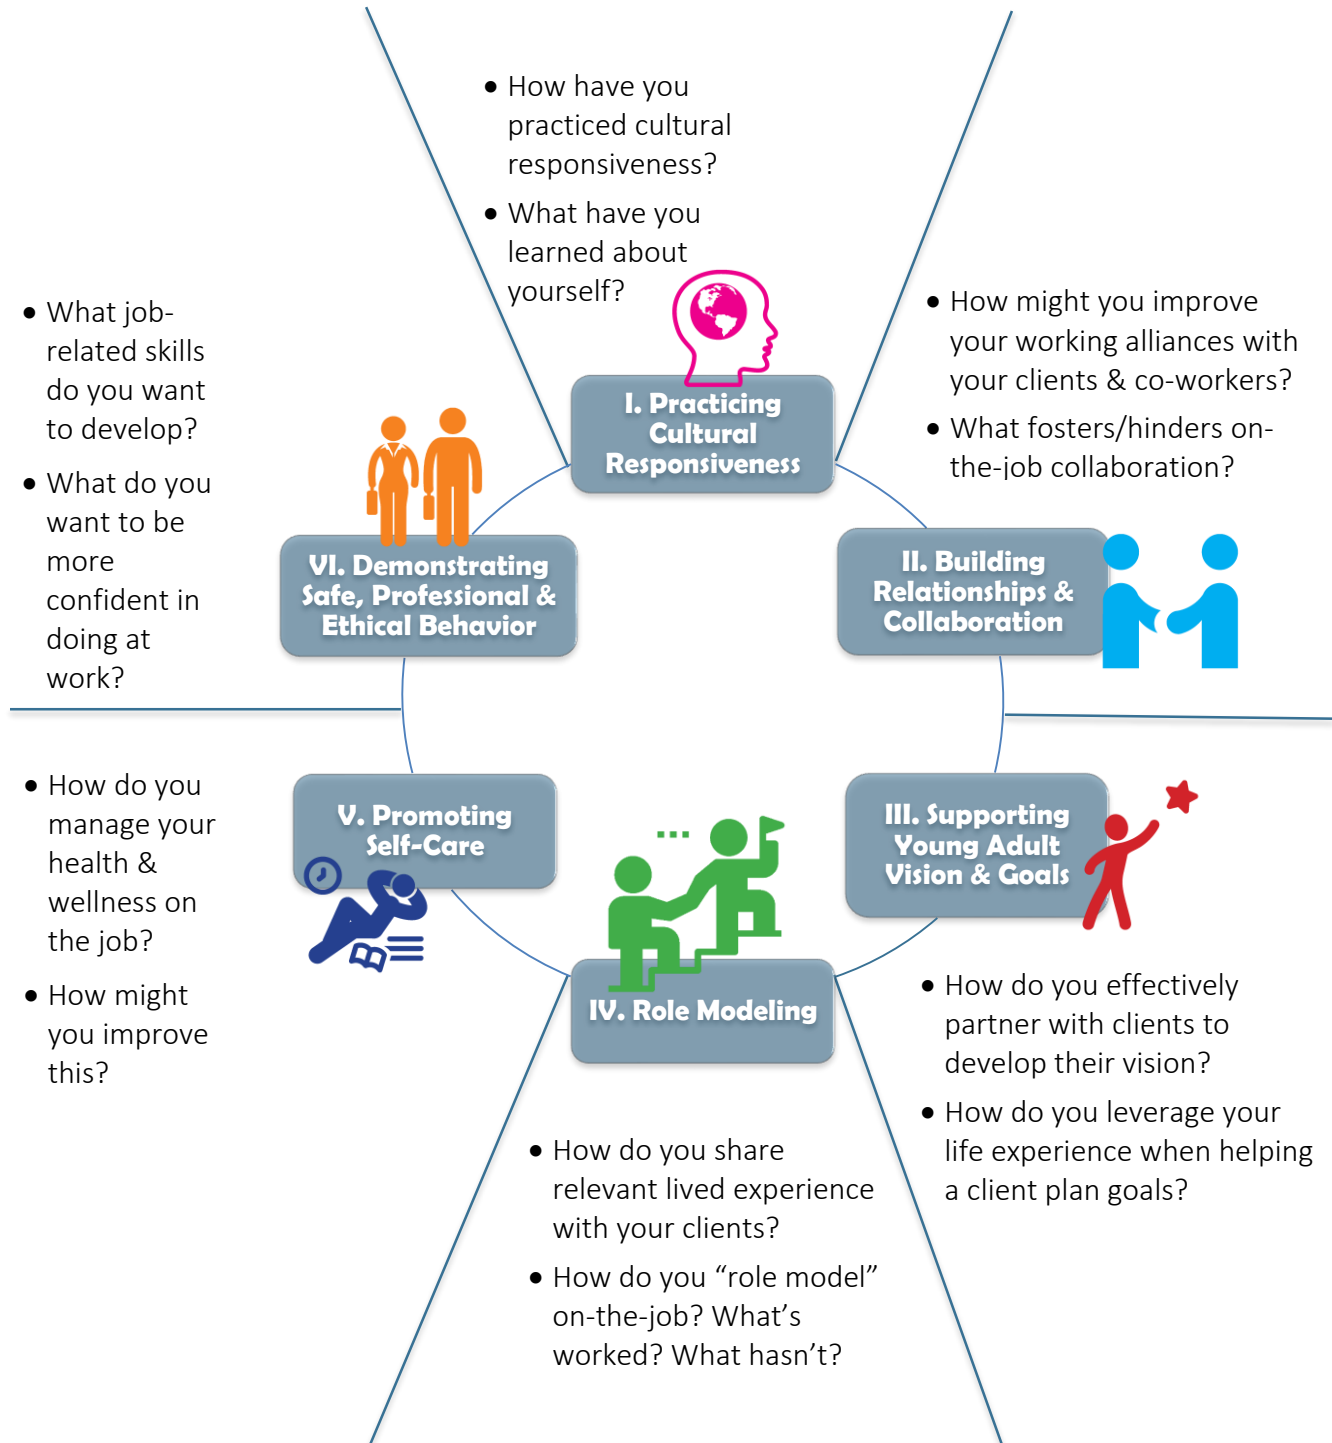 • How have you
practiced cultural
responsiveness?
• What have you
learned about
yourself?
I. Practicing
Cultural
Responsiveness
• How might you improve
your working alliances with
your clients & co-workers?
• What fosters/hinders on-
the-job collaboration?
II. Building
Relationships &
Collaboration
III. Supporting
Young Adult
Vision & Goals
• How do you effectively
partner with clients to
develop their vision?
• How do you leverage your
life experience when helping
a client plan goals?
IV. Role Modeling
• How do you share
relevant lived experience
with your clients?
• How do you “role model”
on-the-job? What’s
worked? What hasn’t?
V. Promoting
Self-Care
• How do you
manage your
health &
wellness on
the job?
• How might
you improve
this?
VI. Demonstrating
Safe, Professional &
Ethical Behavior
• What job-
related skills
do you want
to develop?
• What do you
want to be
more
confident in
doing at
work?